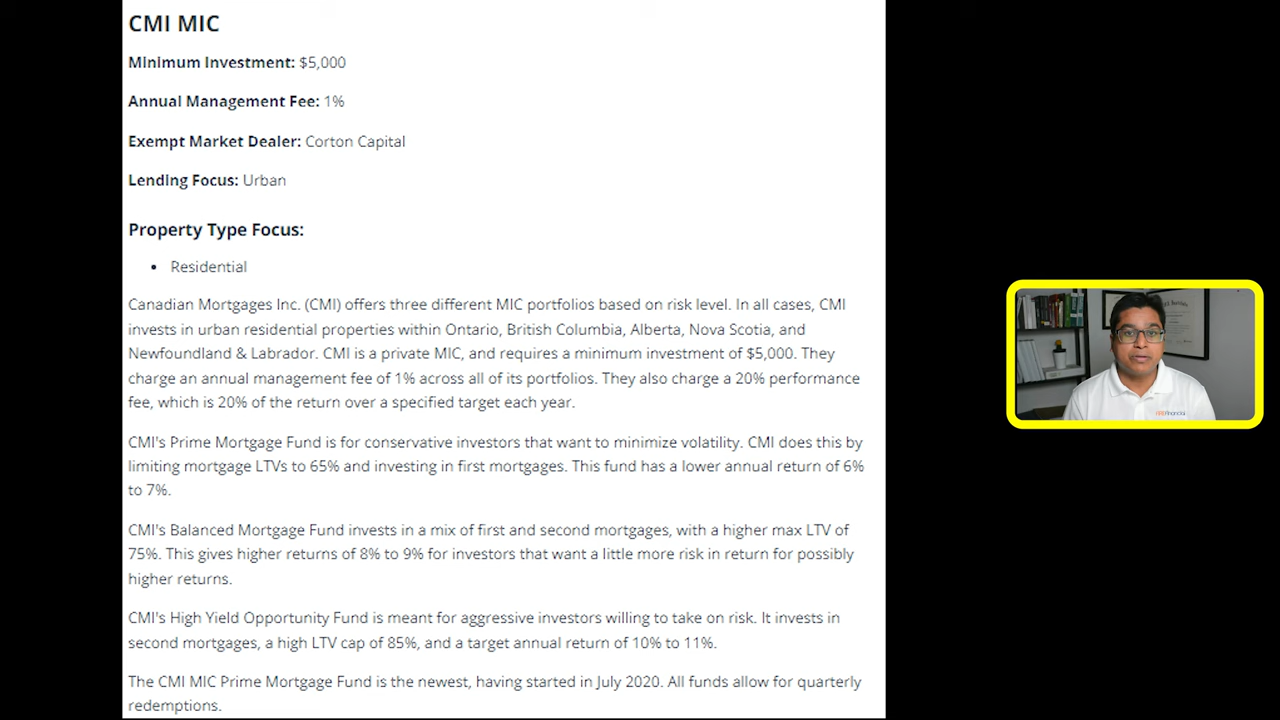 CMI MIC
Minimum Investment: $5,000
Annual Management Fee: 1%
Exempt Market Dealer: Corton Capital
Lending Focus: Urban
Property Type Focus:
• Residential
Canadian Mortgages Inc. (CMI) offers three different MIC portfolios based on risk level. In all cases, CMI
invests in urban residential properties within Ontario, British Columbia, Alberta, Nova Scotia, and
Newfoundland & Labrador. CMI is a private MIC, and requires a minimum investment of $5,000. They
charge an annual management fee of 1% across all of its portfolios. They also charge a 20% performance
fee, which is 20% of the return over a specified target each year.
CMI's Prime Mortgage Fund is for conservative investors that want to minimize volatility. CMI does this by
limiting mortgage LTVs to 65% and investing in first mortgages. This fund has a lower annual return of 6%
to 7%.
CMI's Balanced Mortgage Fund invests in a mix of first and second mortgages, with a higher max LTV of
75%. This gives higher returns of 8% to 9% for investors that want a little more risk in return for possibly
higher returns.
CMI's High Yield Opportunity Fund is meant for aggressive investors willing to take on risk. It invests in
second mortgages, a high LTV cap of 85%, and a target annual return of 10% to 11%.
The CMI MIC Prime Mortgage Fund is the newest, having started in July 2020. All funds allow for quarterly
redemptions.